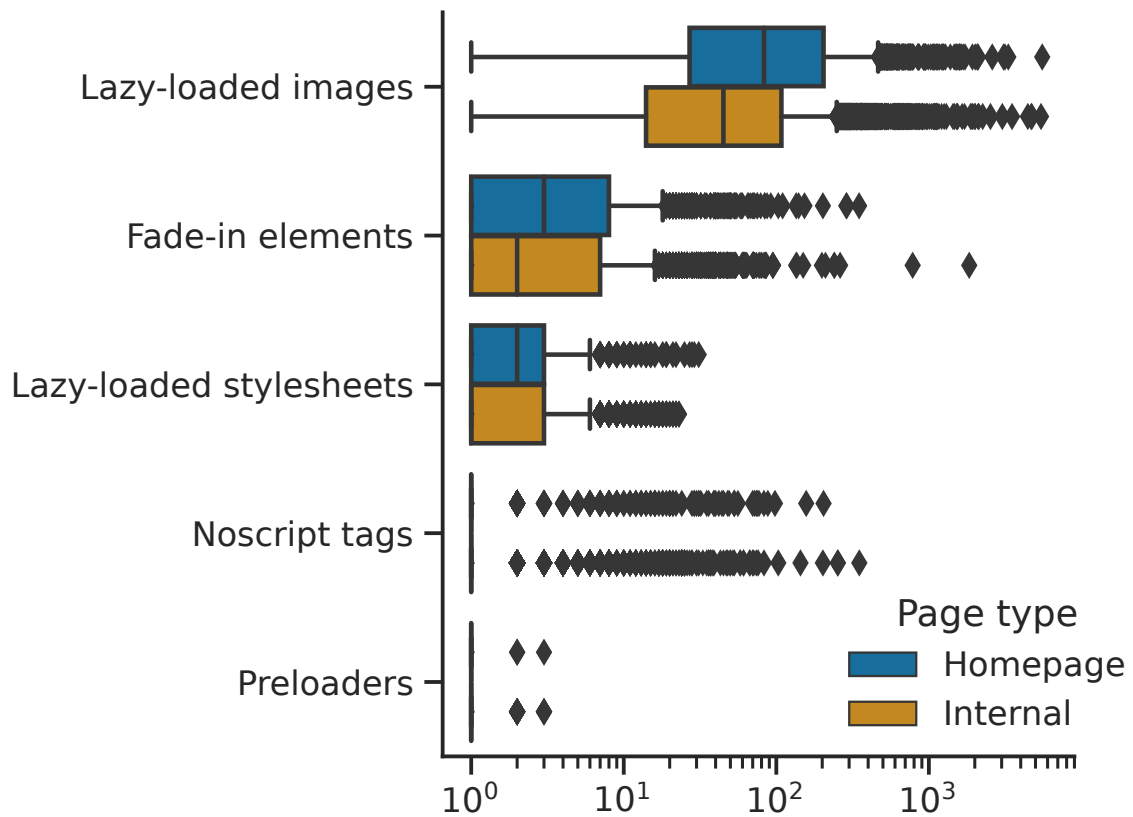 Lazy-loaded images
Fade-in elements
Lazy-loaded stylesheets
Noscript tags
Preloaders
Page type
Homepage
Internal
10⁰ 10¹ 10² 10³